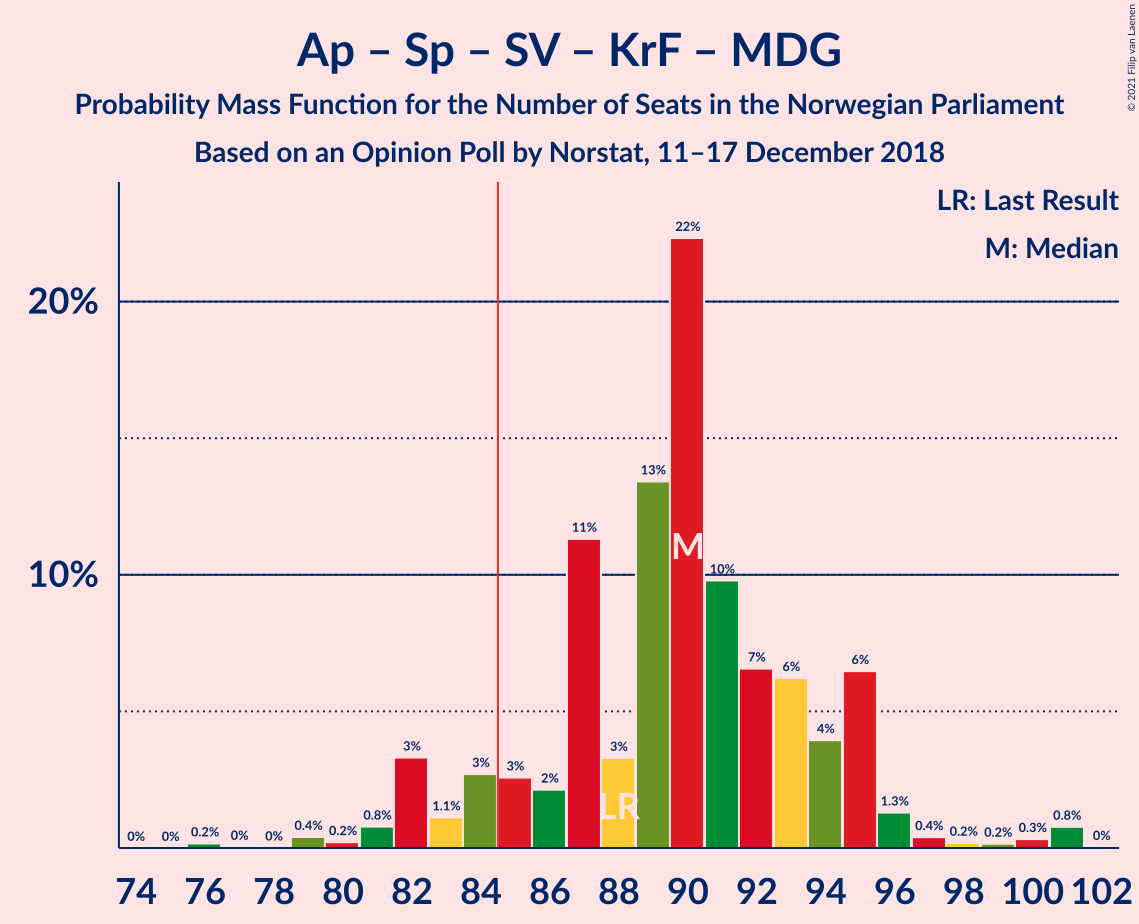 Ap – Sp – SV – KrF – MDG
Probability Mass Function for the Number of Seats in the Norwegian Parliament
Based on an Opinion Poll by Norstat, 11–17 December 2018
© 2021 Filip van Laenen
LR: Last Result
M: Median
20%
10%
0% 0% 0.2% 0% 0% 0.4% 0.2% 0.8% 3% 1.1% 3% 3% 2% 11% 3% 13% 22% 10% 7% 6% 4% 6% 1.3% 0.4% 0.2% 0.2% 0.3% 0.8% 0%
M
LR
74 76 78 80 82 84 86 88 90 92 94 96 98 100 102